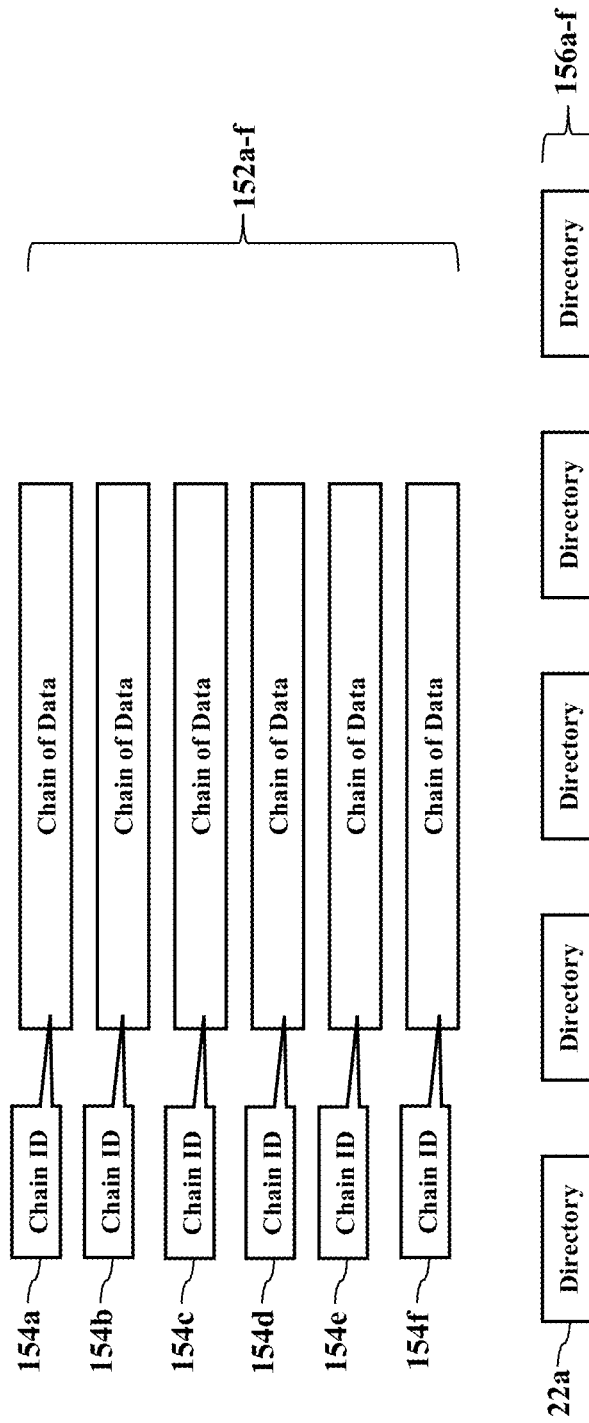 154a Chain ID Chain of Data
154b Chain ID Chain of Data
154c Chain ID Chain of Data
152a-f
154d Chain ID Chain of Data
154e Chain ID Chain of Data
154f Chain ID Chain of Data
22a Directory Directory Directory Directory Directory 156a-f